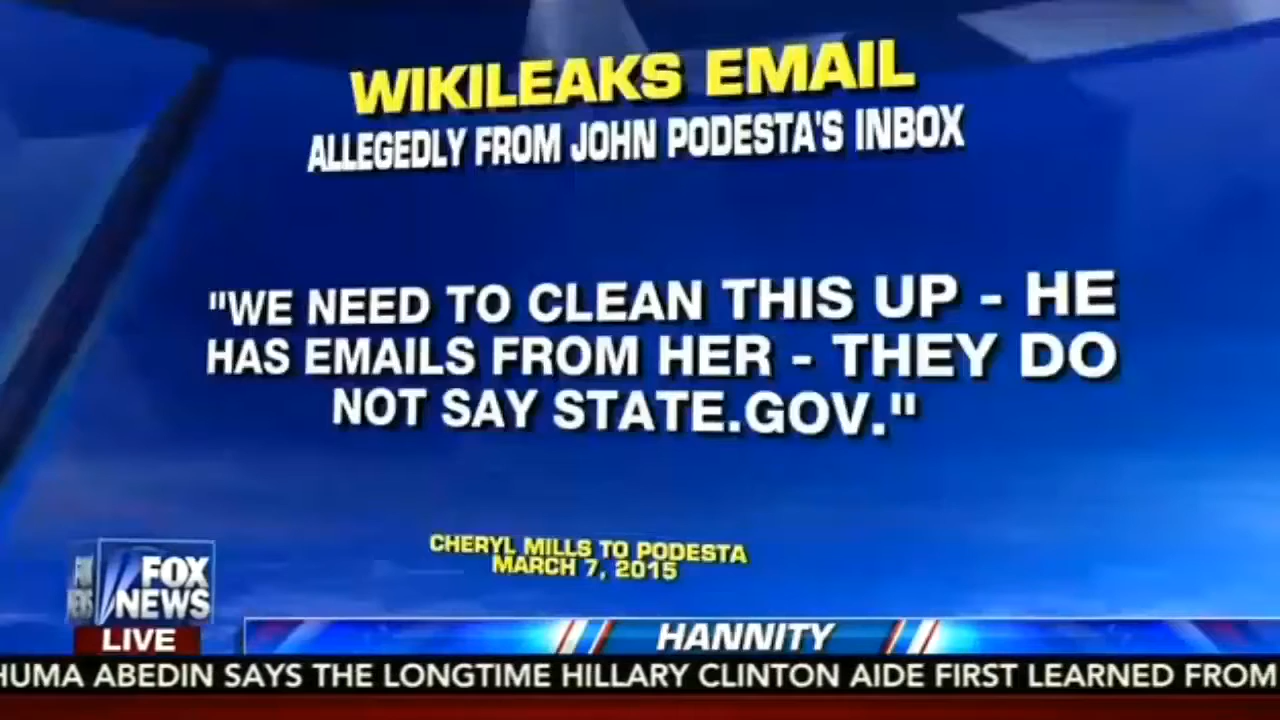 WIKILEAKS EMAIL
ALLEGEDLY FROM JOHN PODESTA'S INBOX
"WE NEED TO CLEAN THIS UP - HE
HAS EMAILS FROM HER - THEY DO
NOT SAY STATE.GOV."
CHERYL MILLS TO PODESTA
MARCH 7, 2015
FOX
NEWS
LIVE
HANNITY
HUMA ABEDIN SAYS THE LONGTIME HILLARY CLINTON AIDE FIRST LEARNED FROM